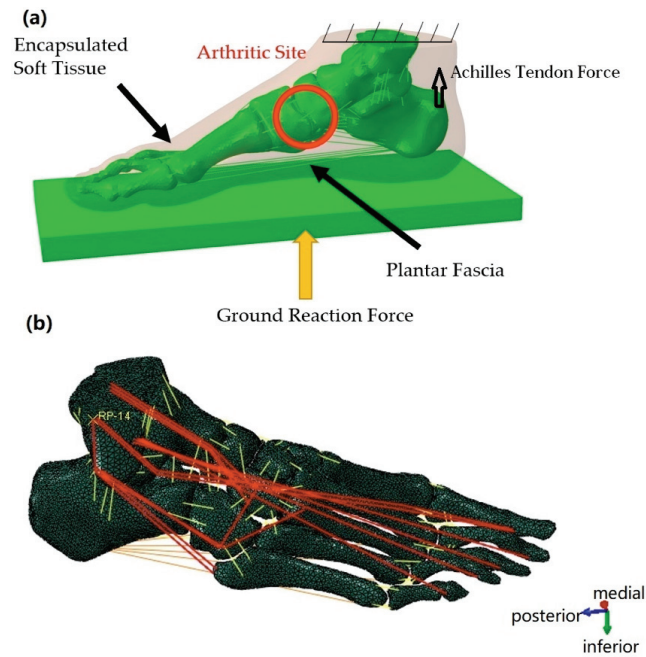 (a)
Encapsulated
Soft Tissue
Arthritic Site
Achilles Tendon Force
Plantar Fascia
Ground Reaction Force
(b)
RP-14
medial
posterior
inferior